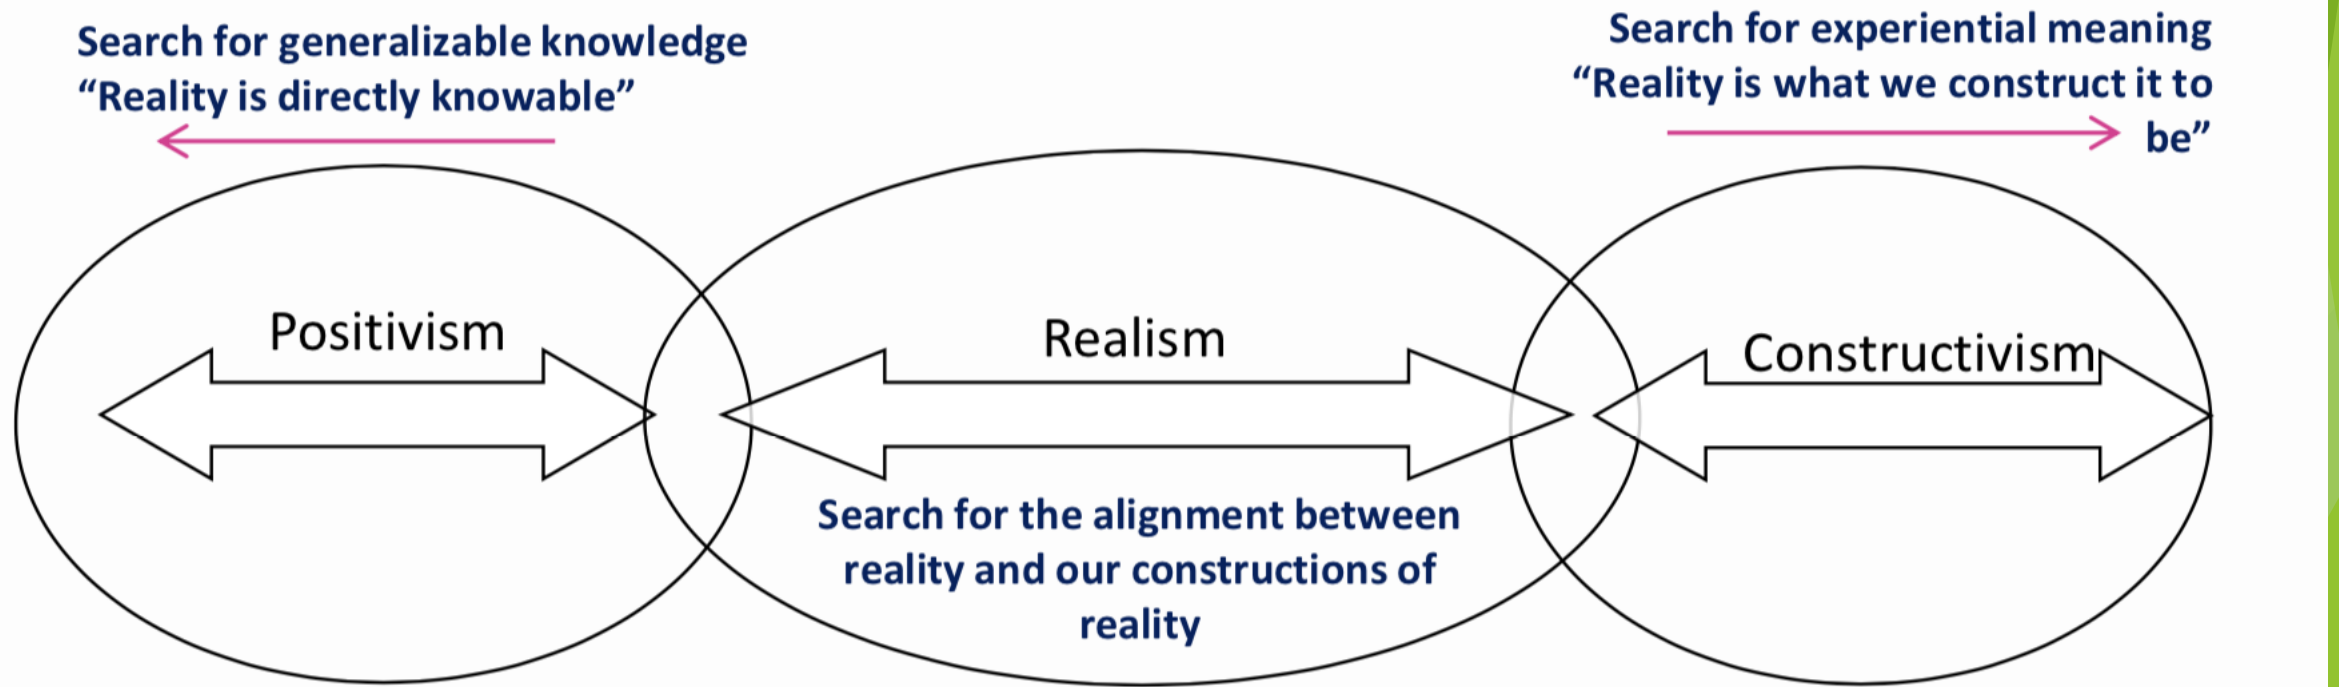 Search for generalizable knowledge
“Reality is directly knowable”
Search for experiential meaning
“Reality is what we construct it to
be”
Positivism
Realism
Constructivism
Search for the alignment between
reality and our constructions of
reality